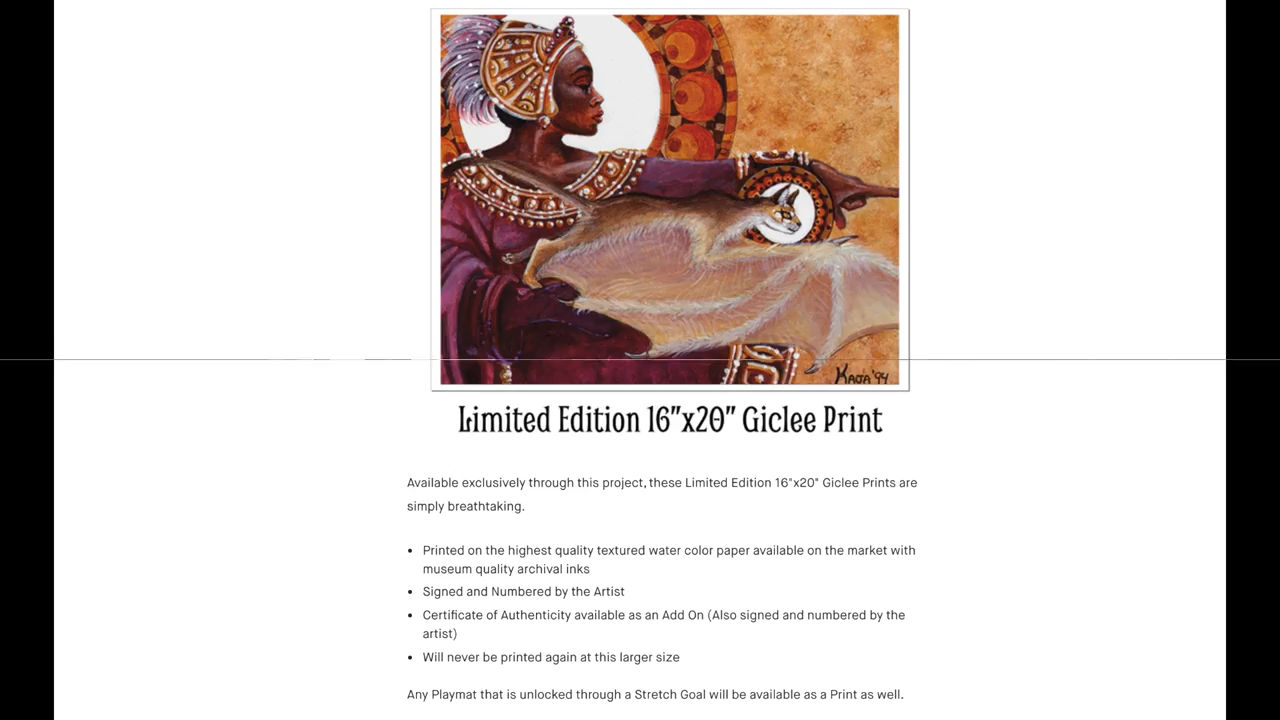 KAJA '94
Limited Edition 16"x20" Giclee Print
Available exclusively through this project, these Limited Edition 16"x20" Giclee Prints are
simply breathtaking.
• Printed on the highest quality textured water color paper available on the market with
museum quality archival inks
• Signed and Numbered by the Artist
• Certificate of Authenticity available as an Add On (Also signed and numbered by the
artist)
• Will never be printed again at this larger size
Any Playmat that is unlocked through a Stretch Goal will be available as a Print as well.